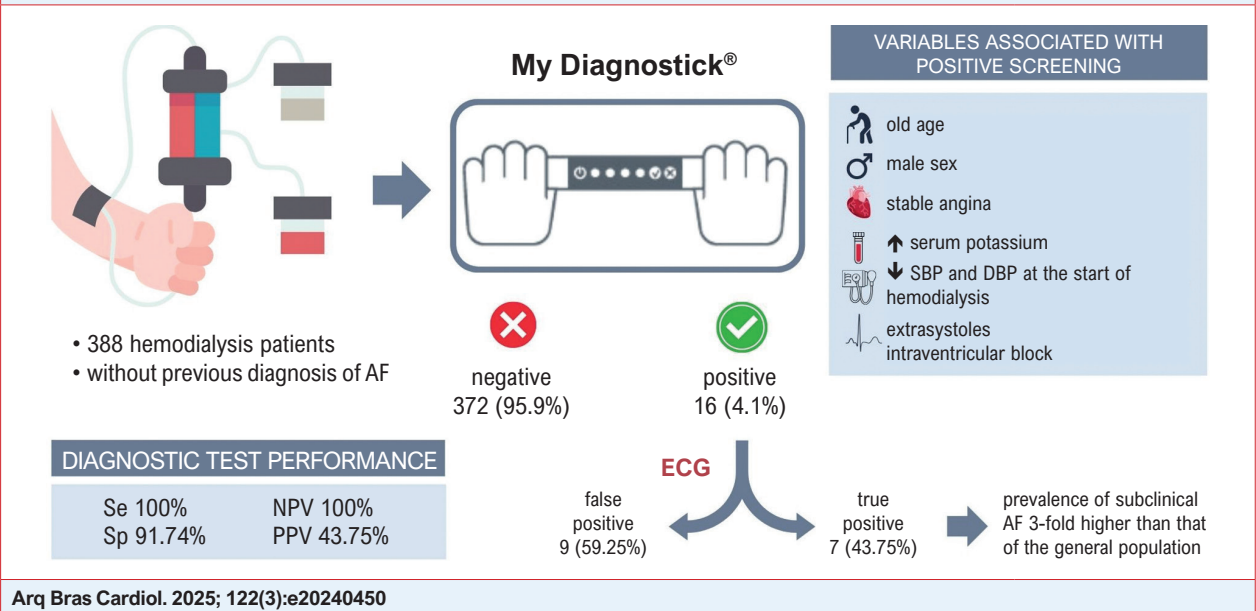 My Diagnostick®
VARIABLES ASSOCIATED WITH
POSITIVE SCREENING
old age
male sex
stable angina
↑ serum potassium
↓ SBP and DBP at the start of
hemodialysis
extrasystoles
intraventricular block
• 388 hemodialysis patients
• without previous diagnosis of AF
negative
372 (95.9%)
positive
16 (4.1%)
DIAGNOSTIC TEST PERFORMANCE
Se 100% NPV 100%
Sp 91.74% PPV 43.75%
ECG
false
positive
9 (59.25%)
true
positive
7 (43.75%)
prevalence of subclinical
AF 3-fold higher than that
of the general population
Arq Bras Cardiol. 2025; 122(3):e20240450